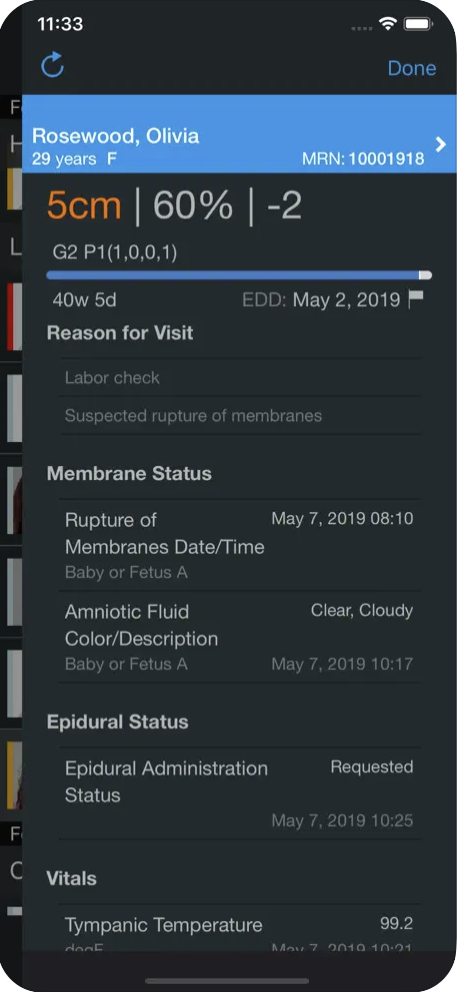 11:33
Done
Rosewood, Olivia
29 years F
MRN: 10001918
5cm | 60% | -2
G2 P1(1,0,0,1)
40w 5d
EDD: May 2, 2019
Reason for Visit
Labor check
Suspected rupture of membranes
Membrane Status
Rupture of May 7, 2019 08:10
Membranes Date/Time
Baby or Fetus A
Amniotic Fluid Clear, Cloudy
Color/Description
Baby or Fetus A May 7, 2019 10:17
Epidural Status
Epidural Administration Requested
Status
May 7, 2019 10:25
Vitals
Tympanic Temperature 99.2
degF May 7, 2019 10:21